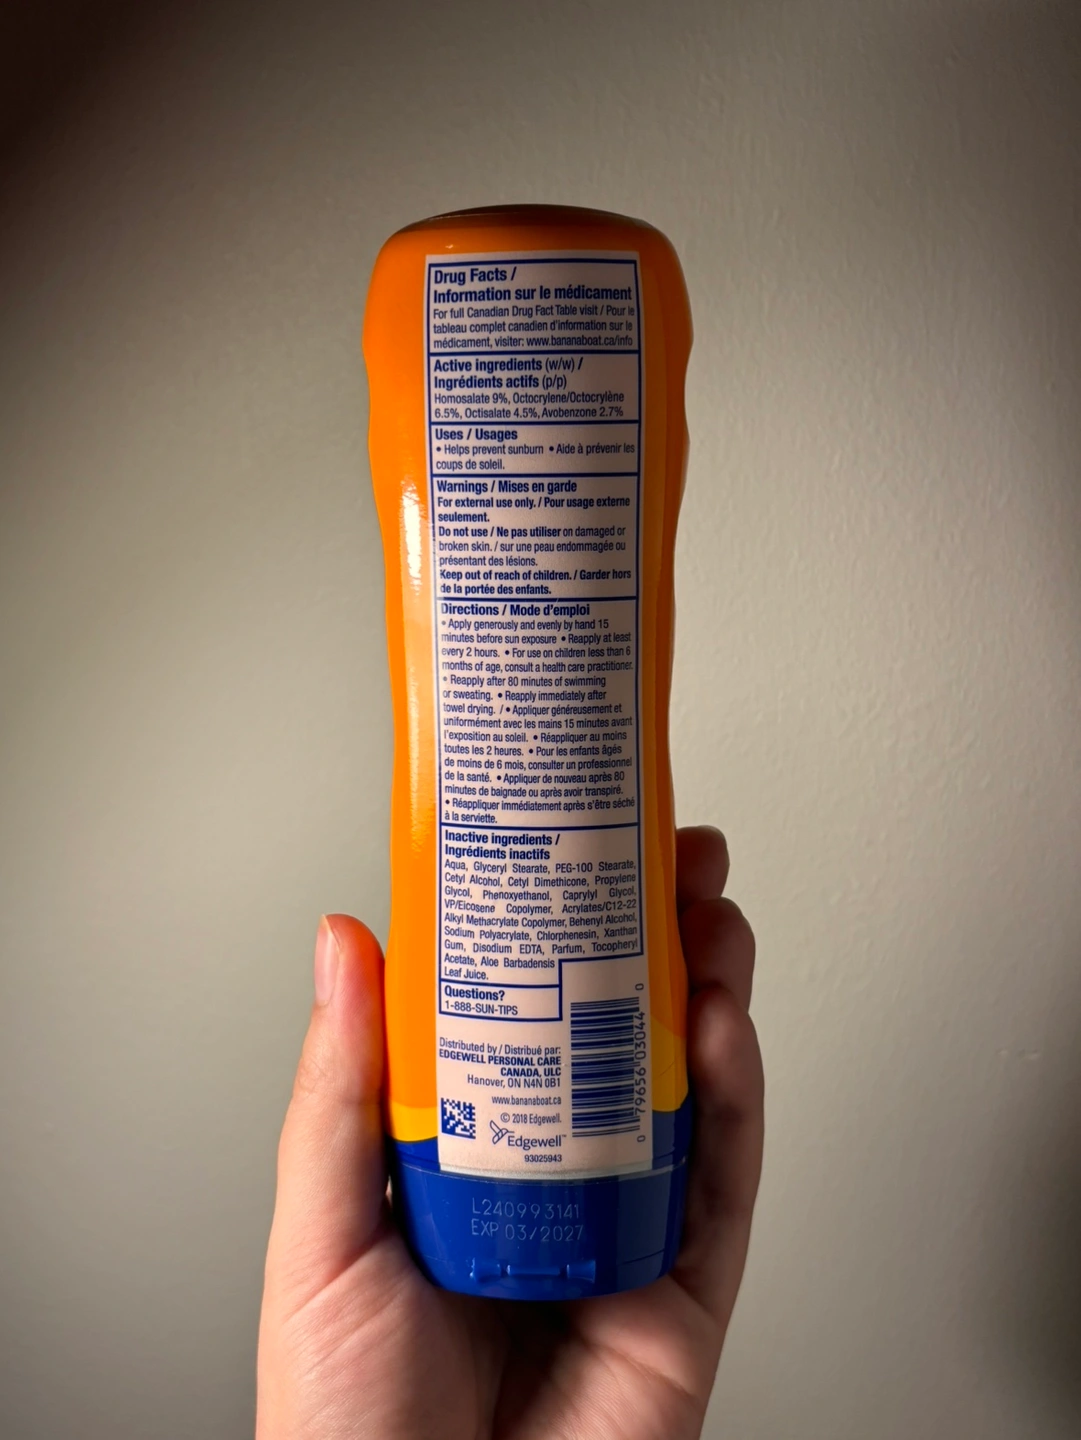 Drug Facts /
Information sur le médicament
For full Canadian Drug Fact Table visit / Pour le
tableau complet canadien d'information sur le
médicament, visiter: www.bananaboat.ca/info
Active ingredients (w/w) /
Ingrédients actifs (p/p)
Homosalate 9%, Octocrylene/Octocrylène
6.5%, Octisalate 4.5%, Avobenzone 2.7%
Uses / Usages
• Helps prevent sunburn • Aide à prévenir les
coups de soleil.
Warnings / Mises en garde
For external use only. / Pour usage externe
seulement.
Do not use / Ne pas utiliser on damaged or
broken skin. / sur une peau endommagée ou
présentant des lésions.
Keep out of reach of children. / Garder hors
de la portée des enfants.
Directions / Mode d'emploi
• Apply generously and evenly by hand 15
minutes before sun exposure • Reapply at least
every 2 hours. • For use on children less than 6
months of age, consult a health care practitioner.
• Reapply after 80 minutes of swimming
or sweating. • Reapply immediately after
towel drying. / • Appliquer généreusement et
uniformément avec les mains 15 minutes avant
l'exposition au soleil. • Réappliquer au moins
toutes les 2 heures. • Pour les enfants âgés
de moins de 6 mois, consulter un professionnel
de la santé. • Appliquer de nouveau après 80
minutes de baignade ou après avoir transpiré.
• Réappliquer immédiatement après s'être séché
à la serviette.
Inactive ingredients /
Ingrédients inactifs
Aqua, Glyceryl Stearate, PEG-100 Stearate,
Cetyl Alcohol, Cetyl Dimethicone, Propylene
Glycol, Phenoxyethanol, Caprylyl Glycol,
VP/Eicosene Copolymer, Acrylates/C12-22
Alkyl Methacrylate Copolymer, Behenyl Alcohol,
Sodium Polyacrylate, Chlorphenesin, Xanthan
Gum, Disodium EDTA, Parfum, Tocopheryl
Acetate, Aloe Barbadensis
Leaf Juice.
Questions?
1-888-SUN-TIPS
Distributed by / Distribué par:
EDGEWELL PERSONAL CARE
CANADA, ULC
Hanover, ON N4N 0B1
www.bananaboat.ca
© 2018 Edgewell.
Edgewell™
93025943
0 79656 03044 0
L240993141
EXP 03/2027